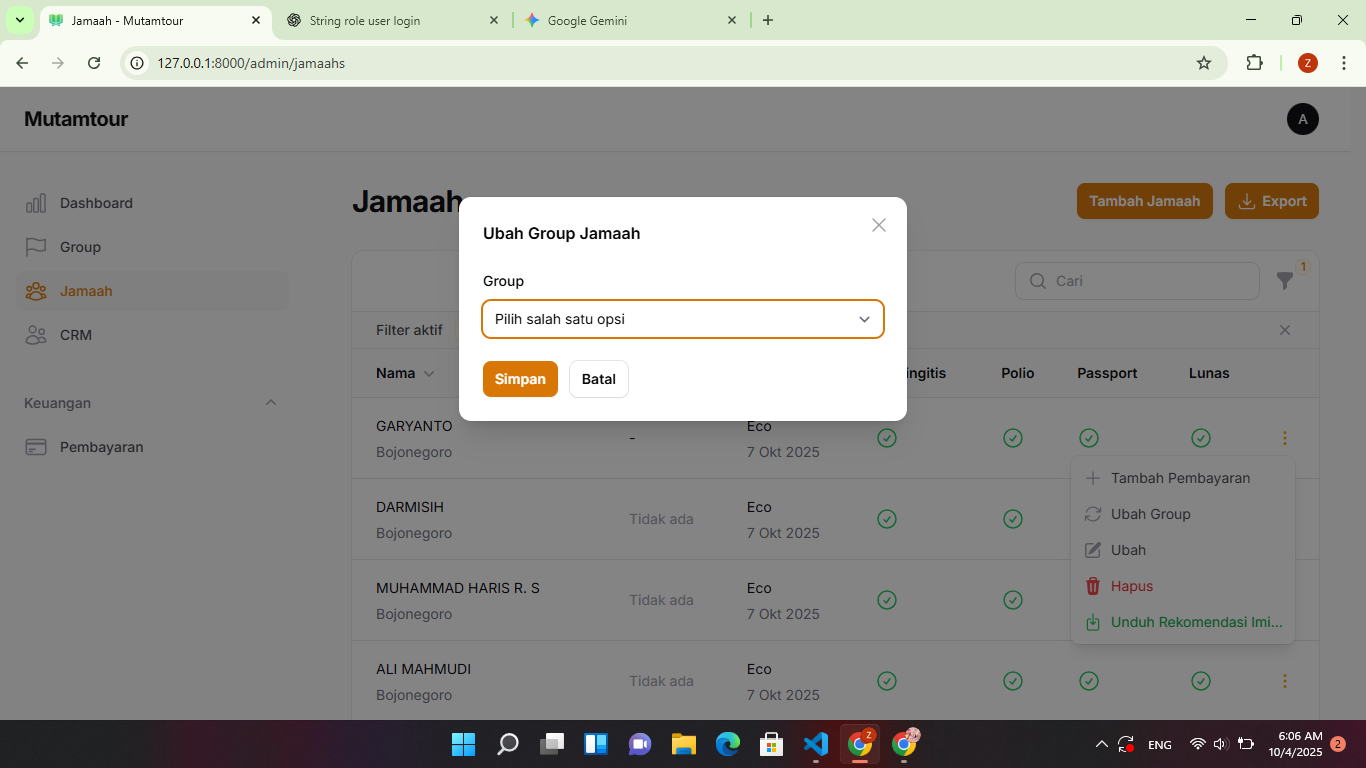 Jamaah - Mutamtour
String role user login
Google Gemini
127.0.0.1:8000/admin/jamaahs
Z
Mutamtour
A
Dashboard
Group
Jamaah
CRM
Keuangan
Pembayaran
Jamaah
Tambah Jamaah
Export
Cari
1
Filter aktif
Ubah Group Jamaah
Group
Pilih salah satu opsi
Simpan
Batal
Nama
ingitis
Polio
Passport
Lunas
GARYANTO
Bojonegoro
-
Eco
7 Okt 2025
DARMISIH
Bojonegoro
Tidak ada
Eco
7 Okt 2025
MUHAMMAD HARIS R. S
Bojonegoro
Tidak ada
Eco
7 Okt 2025
ALI MAHMUDI
Bojonegoro
Tidak ada
Eco
7 Okt 2025
Tambah Pembayaran
Ubah Group
Ubah
Hapus
Unduh Rekomendasi Imi...
Z
ENG
6:06 AM
10/4/2025
2